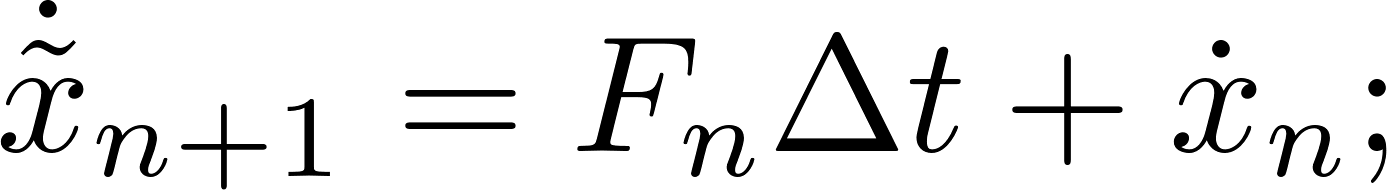 $\dot{\tilde{x}}_{n+1} = F_n \Delta t + \dot{x}_n,$